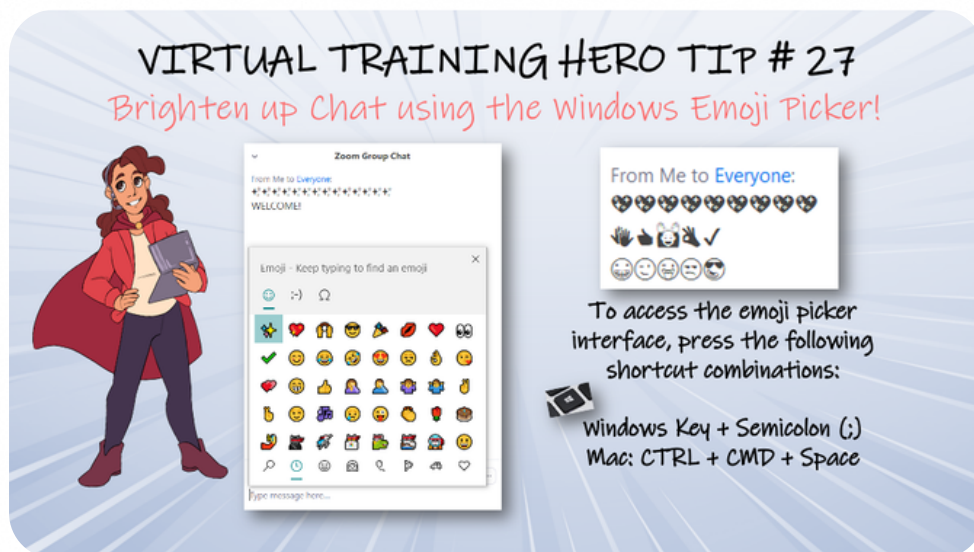 VIRTUAL TRAINING HERO TIP # 27
Brighten up Chat using the Windows Emoji Picker!
Zoom Group Chat
From Me to Everyone:
WELCOME!
Emoji - Keep typing to find an emoji
;-)
Ω
Type message here...
From Me to Everyone:
To access the emoji picker
interface, press the following
shortcut combinations:
Windows Key + Semicolon (;)
Mac: CTRL + CMD + Space